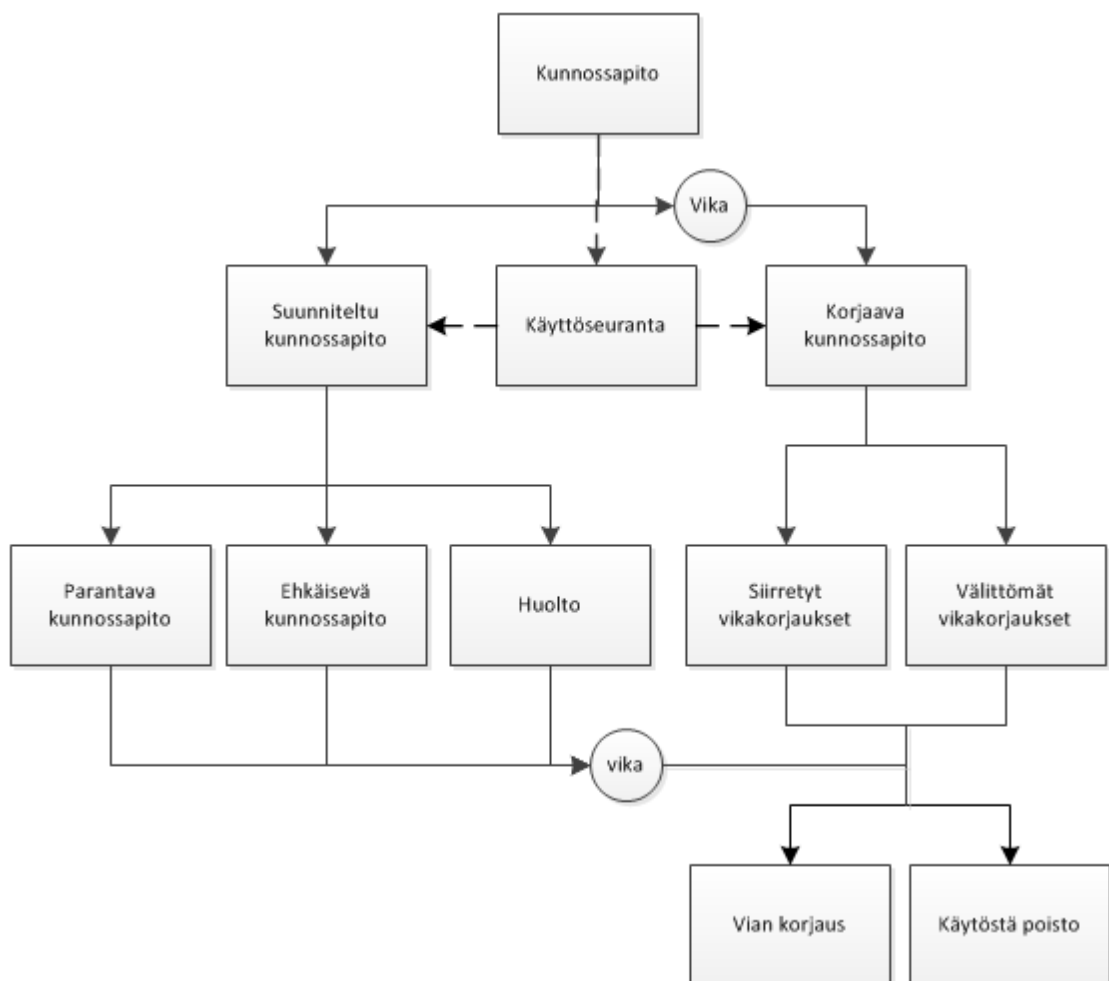 Kunnossapito
Vika
Suunniteltu
kunnossapito
Käyttöseuranta
Korjaava
kunnossapito
Parantava
kunnossapito
Ehkäisevä
kunnossapito
Huolto
Siirretyt
vikakorjaukset
Välittömät
vikakorjaukset
vika
Vian korjaus
Käytöstä poisto